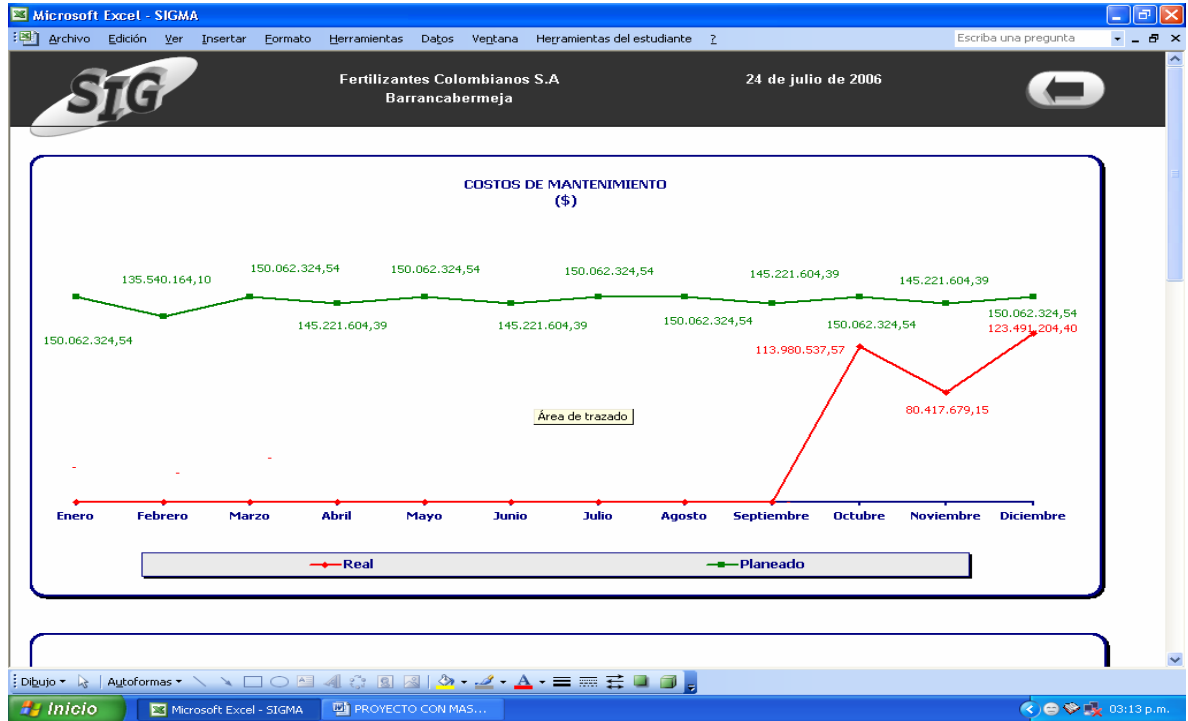 Microsoft Excel - SIGMA
Archivo Edición Ver Insertar Formato Herramientas Datos Ventana Herramientas del estudiante ? Escriba una pregunta
SIG
Fertilizantes Colombianos S.A 24 de julio de 2006
Barrancabermeja
COSTOS DE MANTENIMIENTO
($)
135.540.164,10 150.062.324,54 150.062.324,54 150.062.324,54 145.221.604,39 145.221.604,39
150.062.324,54 145.221.604,39 145.221.604,39 150.062.324,54 150.062.324,54 150.062.324,54
113.980.537,57 123.491.204,40
Área de trazado 80.417.679,15
- - -
Enero Febrero Marzo Abril Mayo Junio Julio Agosto Septiembre Octubre Noviembre Diciembre
Real Planeado
Dibujo Autoformas
Inicio Microsoft Excel - SIGMA PROYECTO CON MAS... 03:13 p.m.